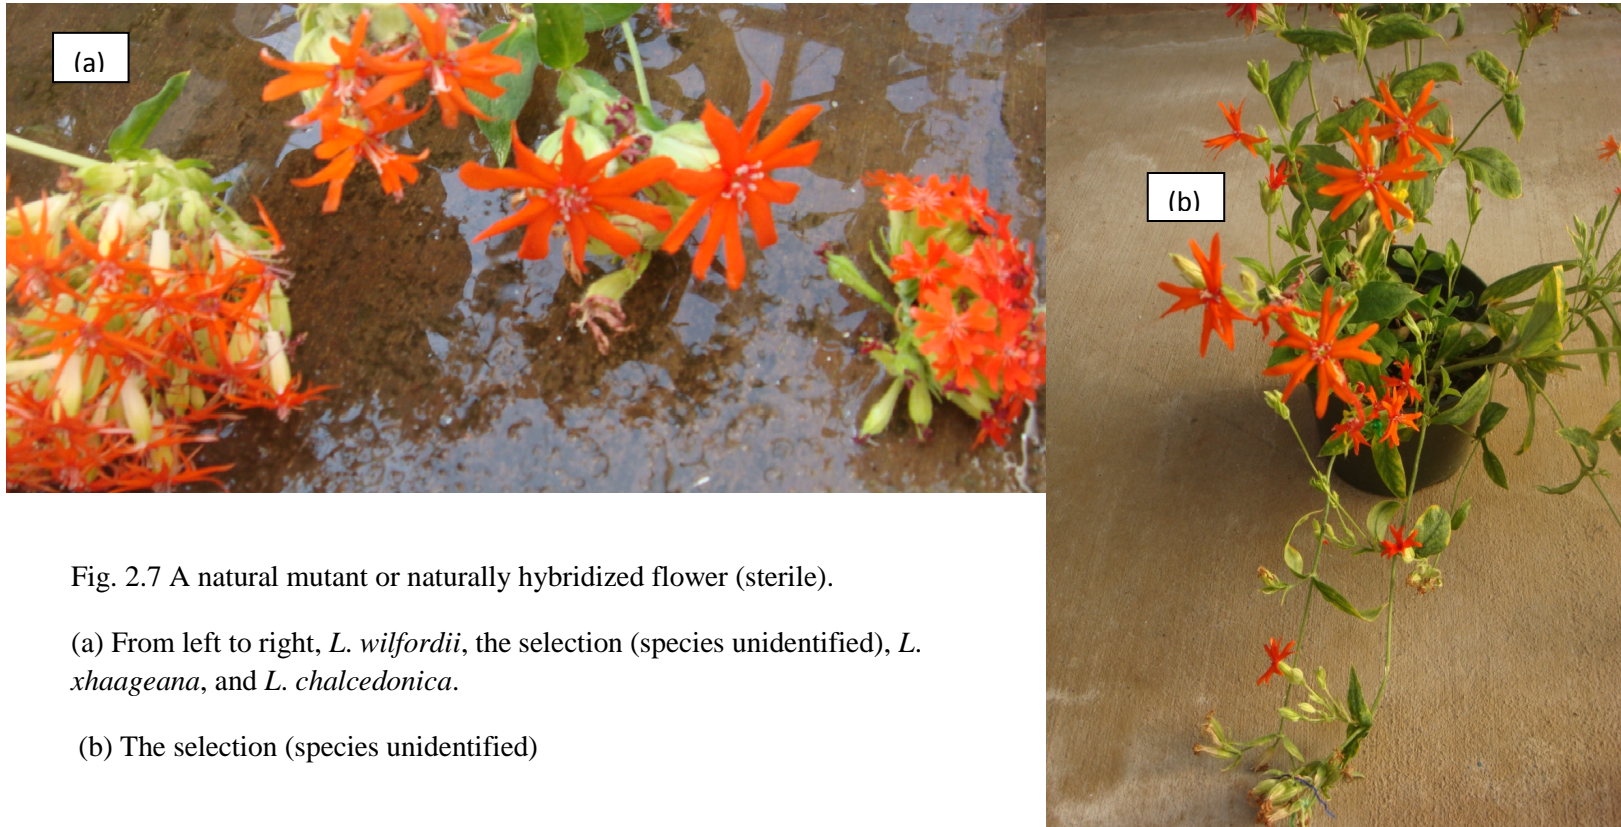 (a)
(b)
Fig. 2.7 A natural mutant or naturally hybridized flower (sterile).
(a) From left to right, L. wilfordii, the selection (species unidentified), L.
xhaageana, and L. chalcedonica.
(b) The selection (species unidentified)